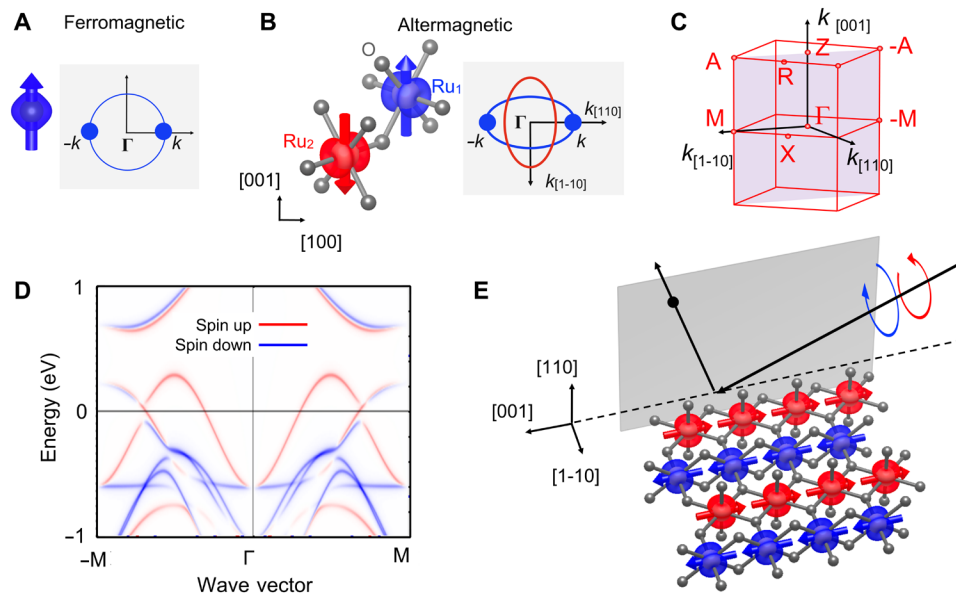 A
Ferromagnetic
-k
Γ
k
B
Altermagnetic
O
Ru1
Ru2
[001]
[100]
-k
Γ
k
k[110]
k[1-10]
C
k[001]
A
Z
-A
R
M
Γ
-M
X
k[1-10]
k[110]
D
1
0
−1
Energy (eV)
Spin up
Spin down
−M
Γ
M
Wave vector
E
[110]
[001]
[1-10]